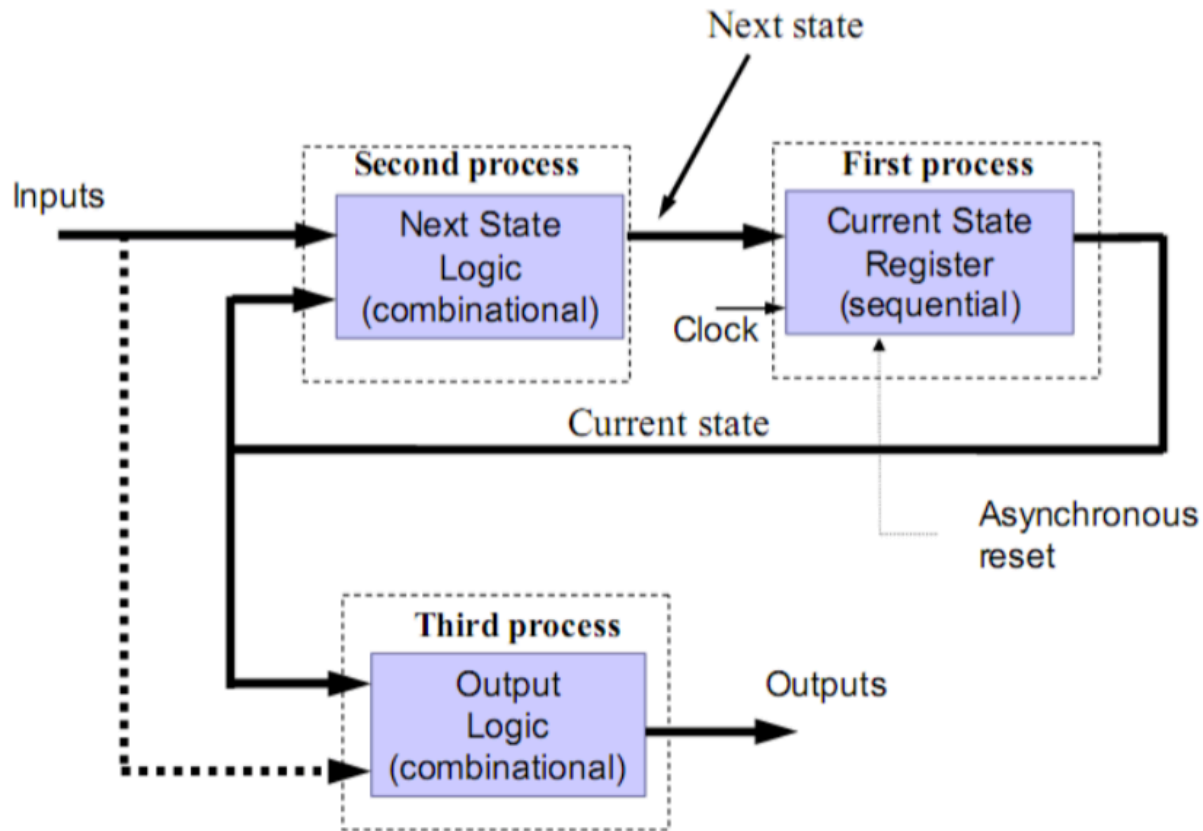 Next state
Second process
First process
Inputs
Next State
Logic
(combinational)
Current State
Register
(sequential)
Clock
Current state
Asynchronous
reset
Third process
Output
Logic
(combinational)
Outputs